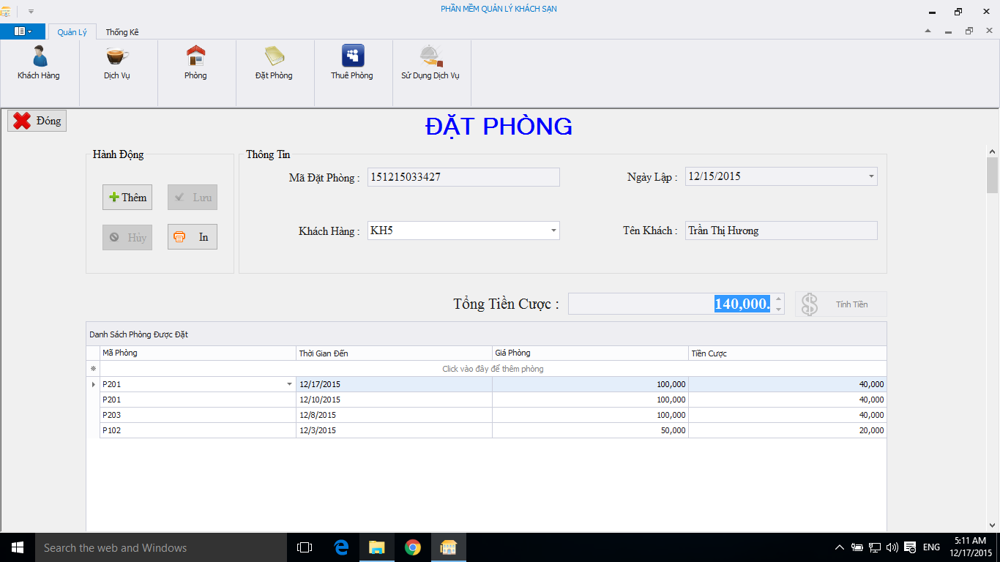 PHẦN MỀM QUẢN LÝ KHÁCH SẠN
Quản Lý Thống Kê
Khách Hàng Dịch Vụ Phòng Đặt Phòng Thuê Phòng Sử Dụng Dịch Vụ
Đóng
ĐẶT PHÒNG
Hành Động Thông Tin
Mã Đặt Phòng : 151215033427 Ngày Lập : 12/15/2015
Thêm Lưu
Khách Hàng : KH5 Tên Khách : Trần Thị Hương
Hủy In
Tổng Tiền Cược : 140,000. Tính Tiền
Danh Sách Phòng Được Đặt
Mã Phòng Thời Gian Đến Giá Phòng Tiền Cược
Click vào đây để thêm phòng
P201 12/17/2015 100,000 40,000
P201 12/10/2015 100,000 40,000
P203 12/8/2015 100,000 40,000
P102 12/3/2015 50,000 20,000
Search the web and Windows ENG 5:11 AM
12/17/2015